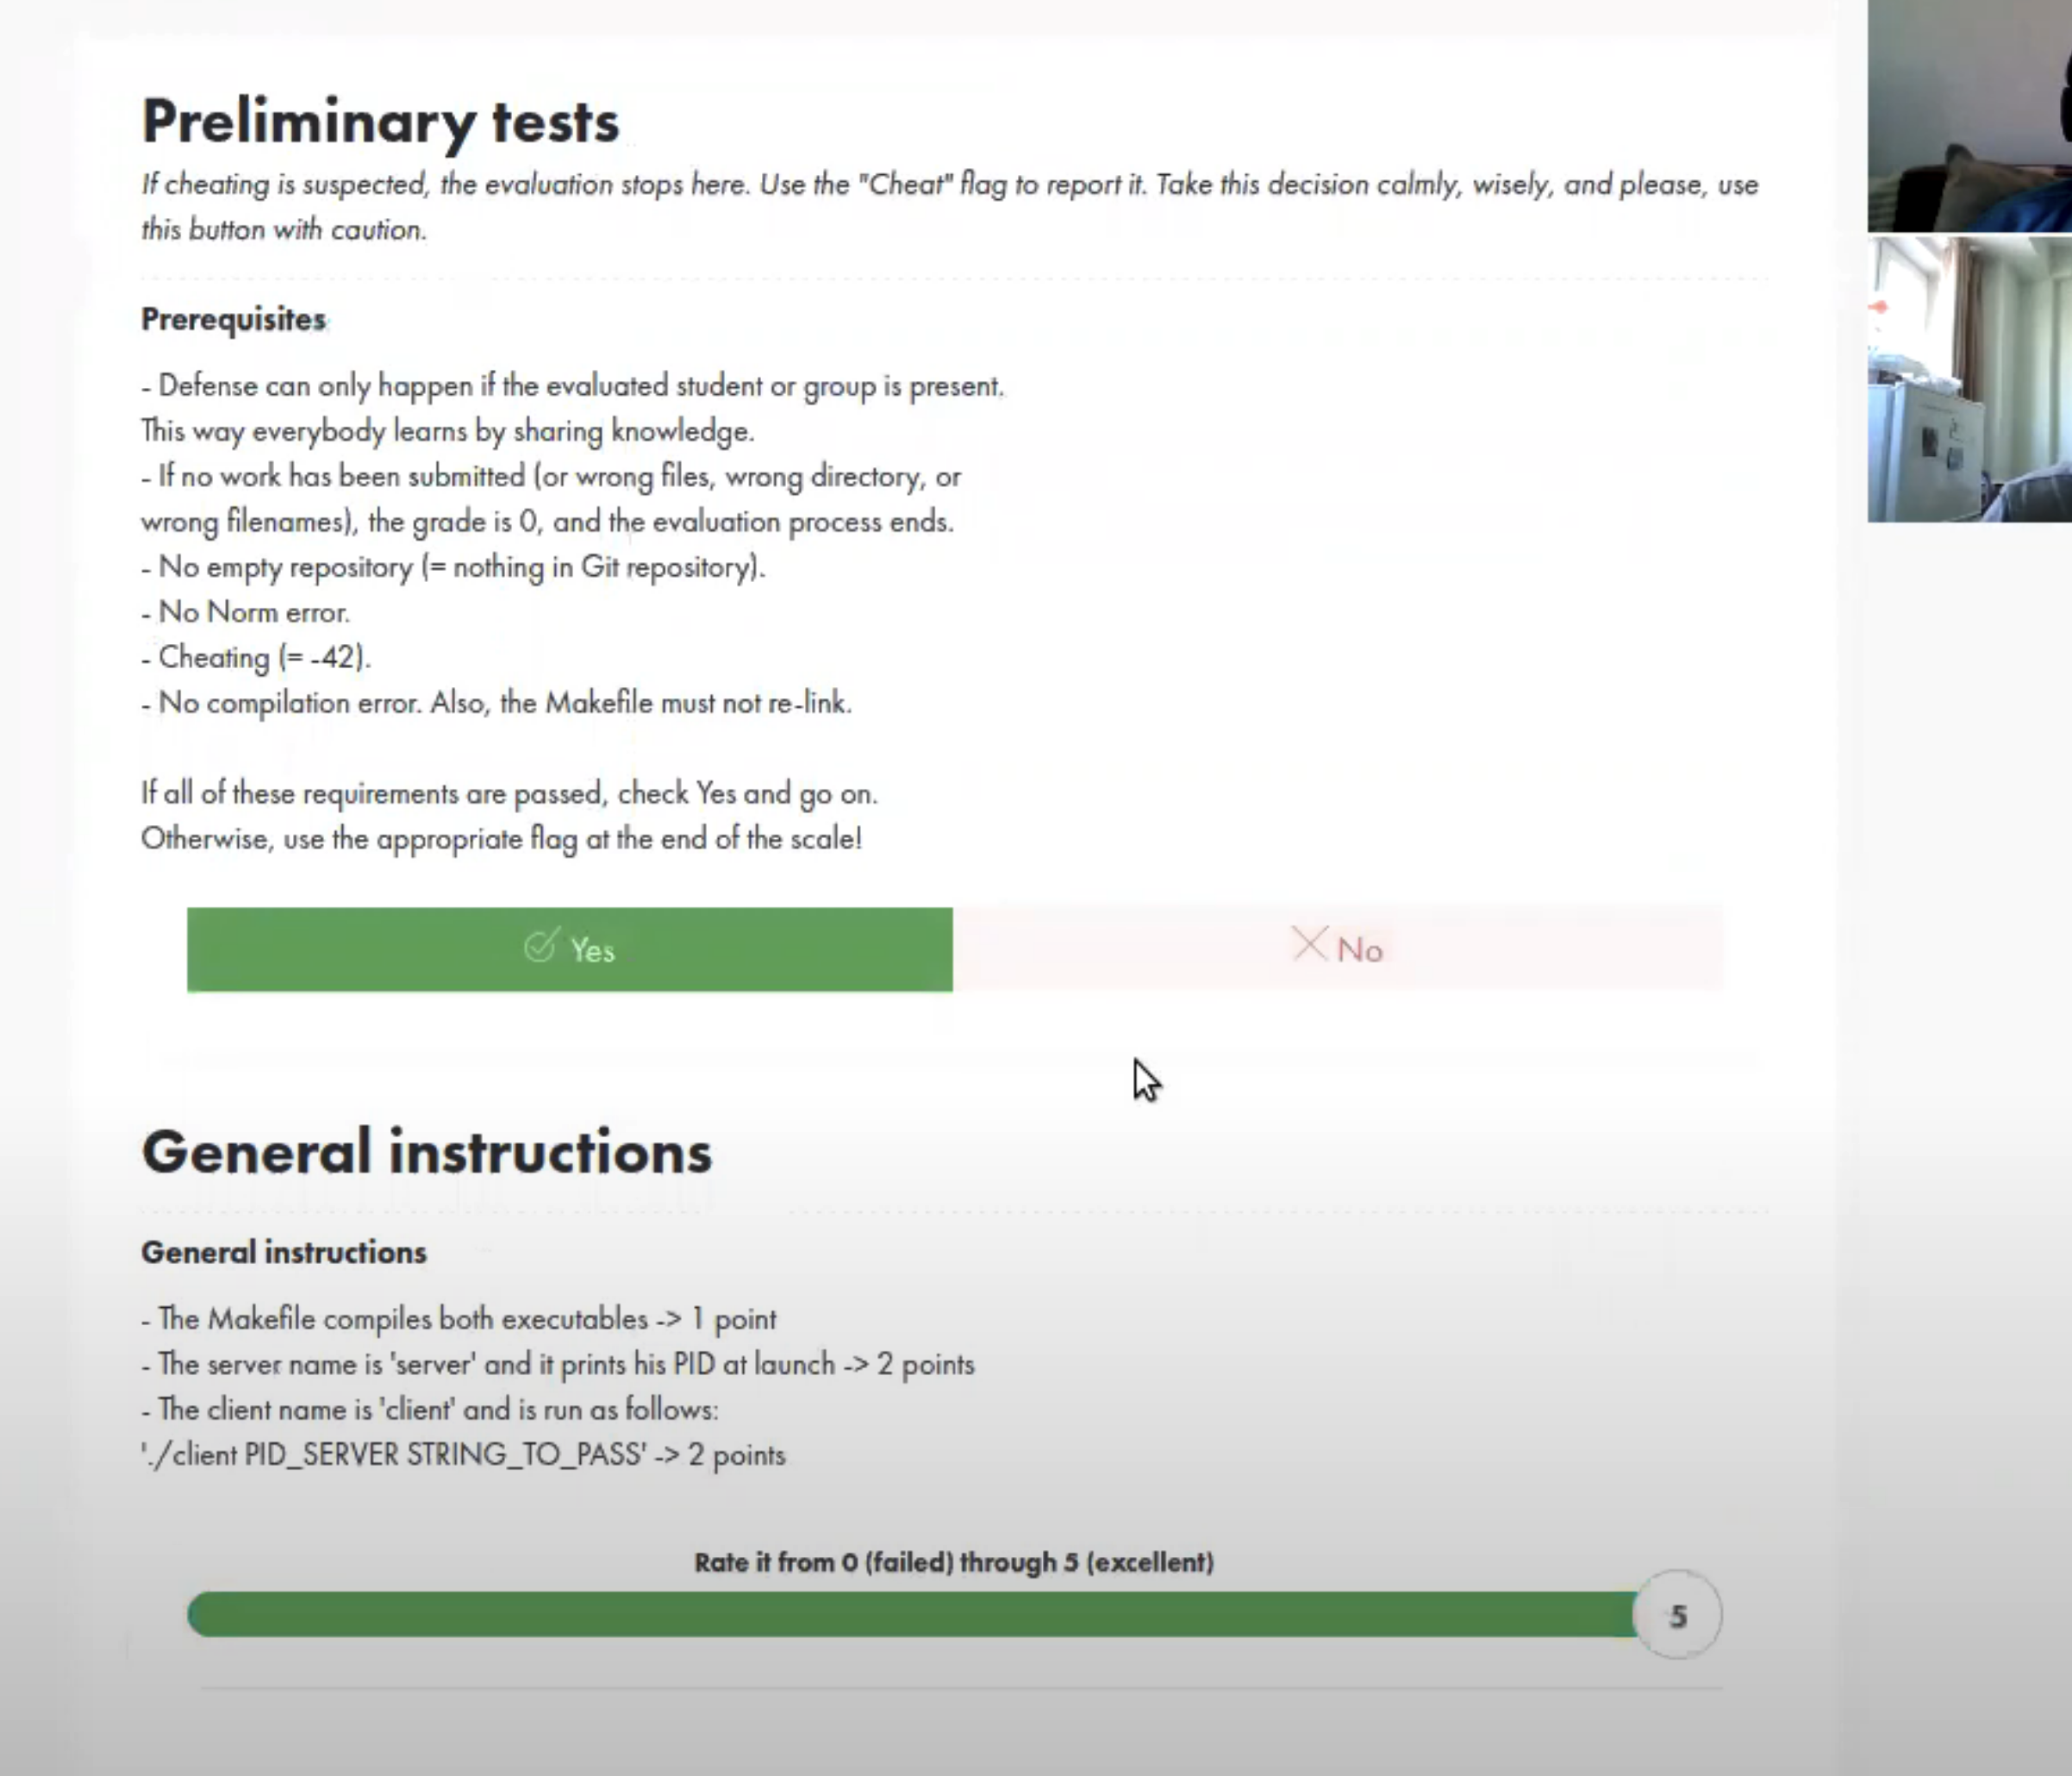 Preliminary tests
If cheating is suspected, the evaluation stops here. Use the "Cheat" flag to report it. Take this decision calmly, wisely, and please, use
this button with caution.
Prerequisites
- Defense can only happen if the evaluated student or group is present.
This way everybody learns by sharing knowledge.
- If no work has been submitted (or wrong files, wrong directory, or
wrong filenames), the grade is 0, and the evaluation process ends.
- No empty repository (= nothing in Git repository).
- No Norm error.
- Cheating (= -42).
- No compilation error. Also, the Makefile must not re-link.
If all of these requirements are passed, check Yes and go on.
Otherwise, use the appropriate flag at the end of the scale!
Yes
No
General instructions
General instructions
- The Makefile compiles both executables -> 1 point
- The server name is 'server' and it prints his PID at launch -> 2 points
- The client name is 'client' and is run as follows:
'./client PID_SERVER STRING_TO_PASS' -> 2 points
Rate it from 0 (failed) through 5 (excellent)
5